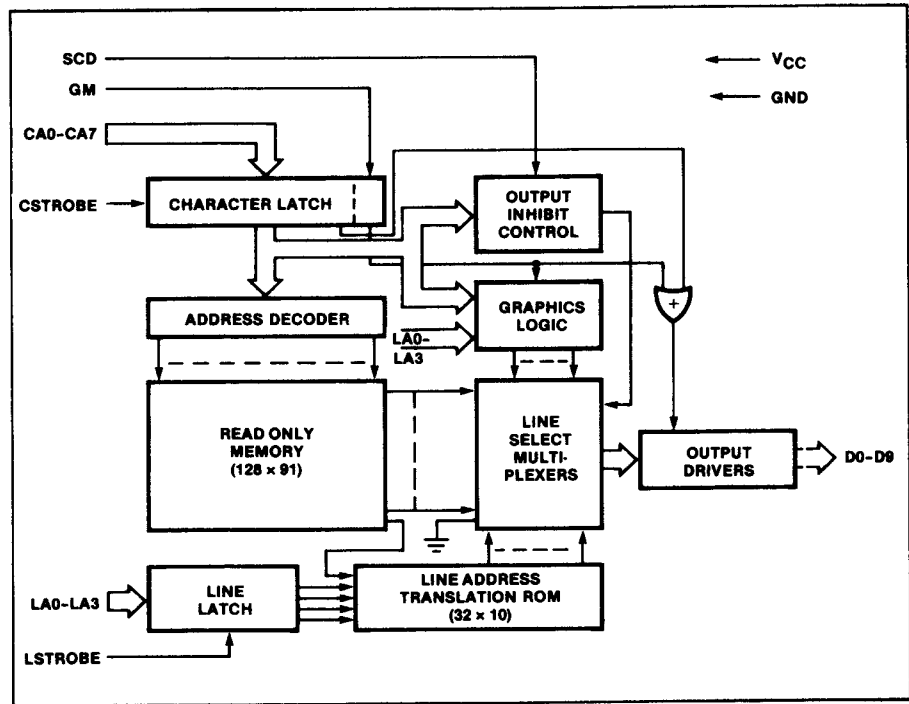 SCD
VCC
GM
GND
CA0-CA7
CSTROBE
CHARACTER LATCH
OUTPUT
INHIBIT
CONTROL
+
ADDRESS DECODER
GRAPHICS
LOGIC
LA0-
LA3
READ ONLY
MEMORY
(128 × 91)
LINE
SELECT
MULTI-
PLEXERS
OUTPUT
DRIVERS
D0-D9
LA0-LA3
LINE
LATCH
LINE ADDRESS
TRANSLATION ROM
(32 × 10)
LSTROBE